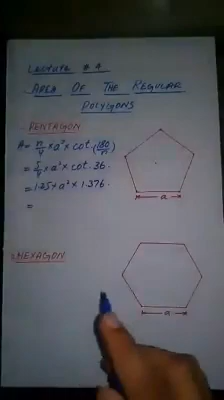 Lecture # 4
AREA OF THE REGULAR
POLYGONS
PENTAGON
A = n/4 × a² × cot (180/n)
= 5/4 × a² × cot 36.
= 1.25 × a² × 1.376.
=
a
HEXAGON
a